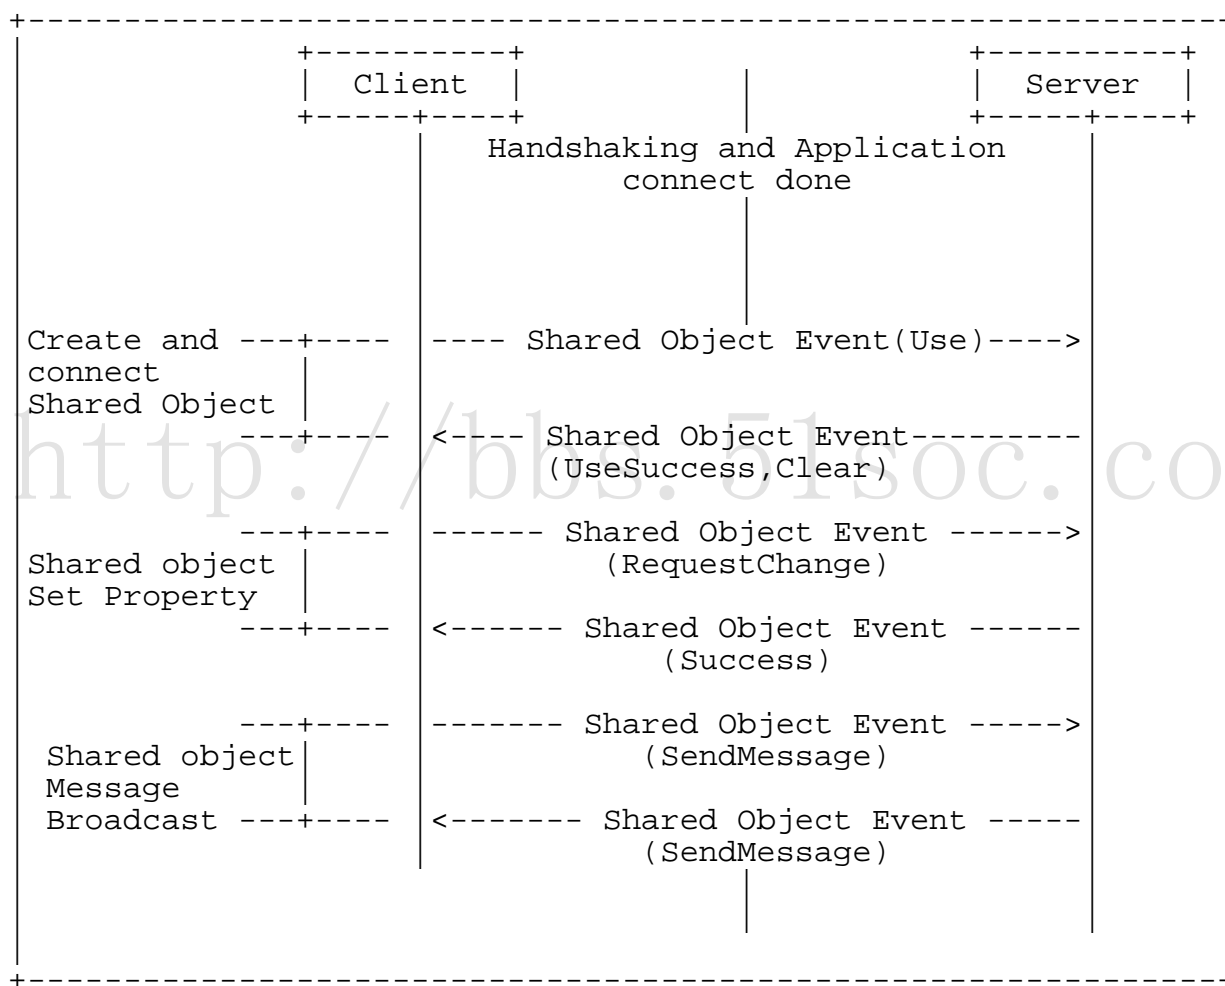 Client
Server
Handshaking and Application
connect done
Create and ---+---- ---- Shared Object Event(Use)---->
connect
Shared Object
---+---- <---- Shared Object Event---------
(UseSuccess,Clear)
http://bbs.51soc.co
---+---- ------ Shared Object Event ------>
Shared object (RequestChange)
Set Property
---+---- <------ Shared Object Event ------
(Success)
---+---- ------- Shared Object Event ----->
Shared object (SendMessage)
Message
Broadcast ---+---- <------- Shared Object Event -----
(SendMessage)